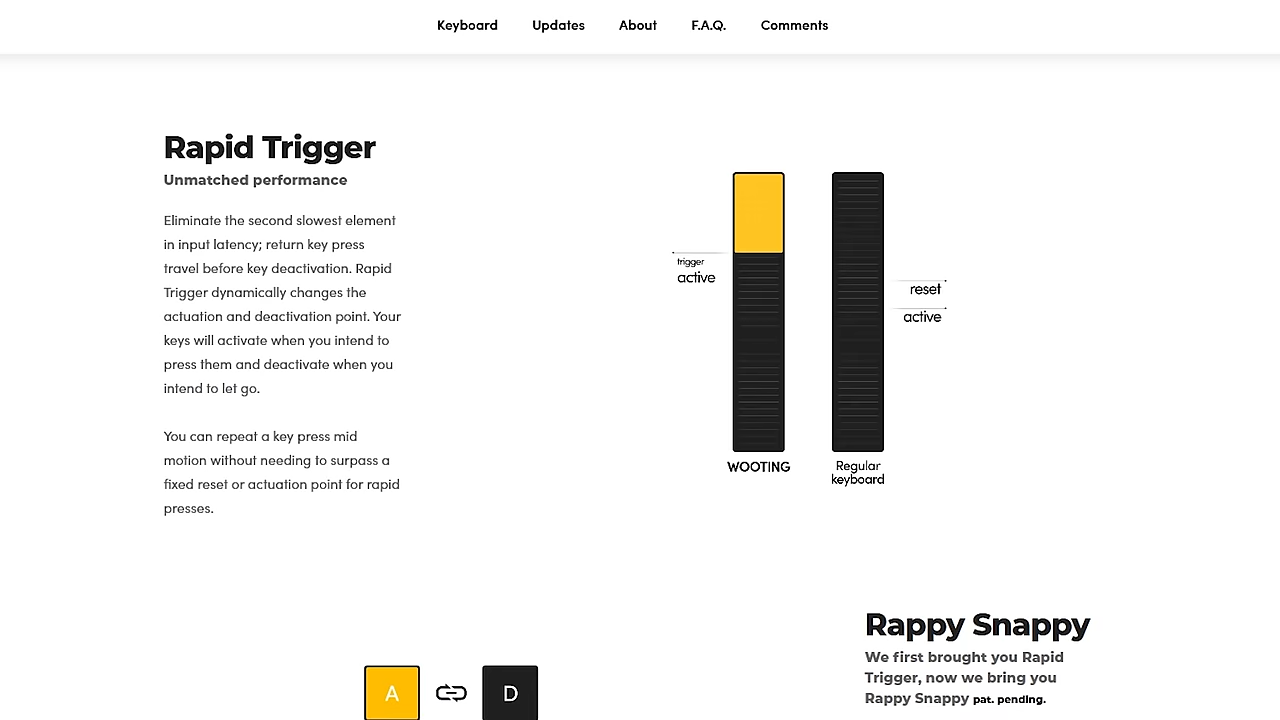 Keyboard Updates About F.A.Q. Comments
Rapid Trigger
Unmatched performance
Eliminate the second slowest element
in input latency; return key press
travel before key deactivation. Rapid
Trigger dynamically changes the
actuation and deactivation point. Your
keys will activate when you intend to
press them and deactivate when you
intend to let go.
You can repeat a key press mid
motion without needing to surpass a
fixed reset or actuation point for rapid
presses.
trigger
active
reset
active
WOOTING
Regular
keyboard
A D
Rappy Snappy
We first brought you Rapid
Trigger, now we bring you
Rappy Snappy pat. pending.